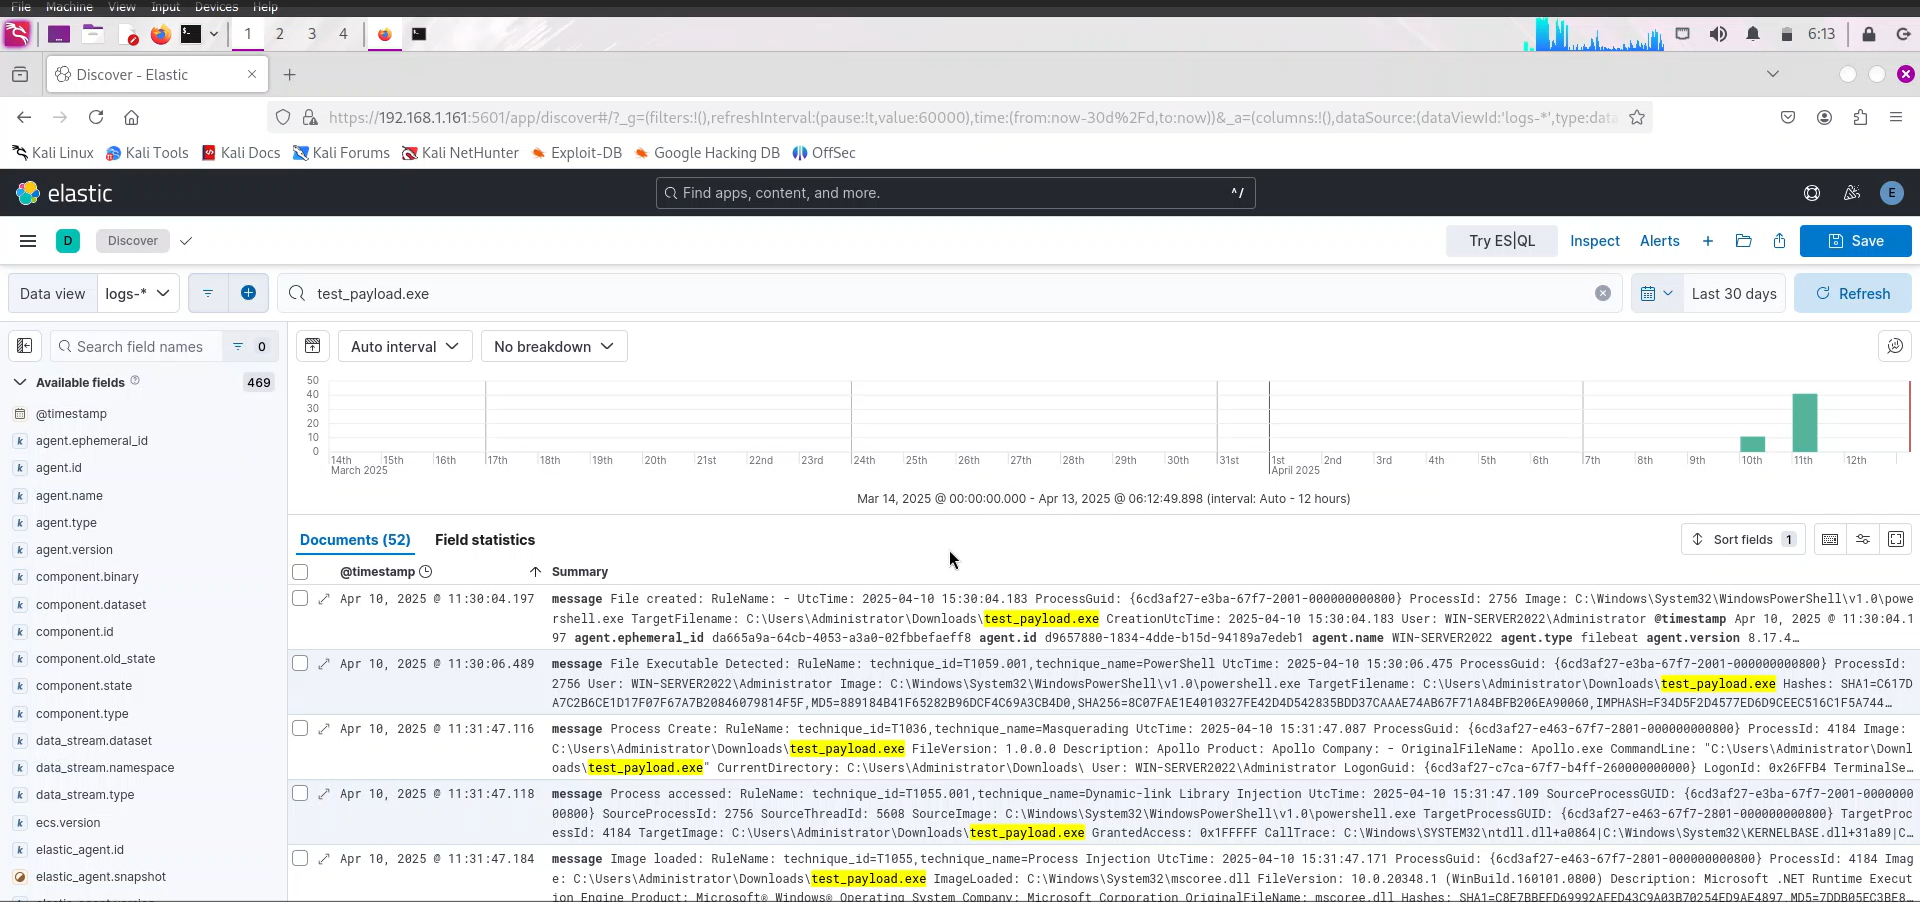 File Machine View Input Devices Help
1 2 3 4 6:13
Discover - Elastic
https://192.168.1.161:5601/app/discover#/?_g=(filters:!(),refreshInterval:(pause:!t,value:60000),time:(from:now-30d%2Fd,to:now))&_a=(columns:!(),dataSource:(dataViewId:'logs-*',type:data
Kali Linux Kali Tools Kali Docs Kali Forums Kali NetHunter Exploit-DB Google Hacking DB OffSec
elastic Find apps, content, and more. ^/ E
D Discover Try ES|QL Inspect Alerts Save
Data view logs-* test_payload.exe Last 30 days Refresh
Search field names 0 Auto interval No breakdown
Available fields 469
@timestamp
agent.ephemeral_id
agent.id
agent.name
agent.type
agent.version
component.binary
component.dataset
component.id
component.old_state
component.state
component.type
data_stream.dataset
data_stream.namespace
data_stream.type
ecs.version
elastic_agent.id
elastic_agent.snapshot
50
40
30
20
10
0
14th 15th 16th 17th 18th 19th 20th 21st 22nd 23rd 24th 25th 26th 27th 28th 29th 30th 31st 1st 2nd 3rd 4th 5th 6th 7th 8th 9th 10th 11th 12th
March 2025 April 2025
Mar 14, 2025 @ 00:00:00.000 - Apr 13, 2025 @ 06:12:49.898 (interval: Auto - 12 hours)
Documents (52) Field statistics Sort fields 1
@timestamp Summary
Apr 10, 2025 @ 11:30:04.197 message File created: RuleName: - UtcTime: 2025-04-10 15:30:04.183 ProcessGuid: {6cd3af27-e3ba-67f7-2001-000000000800} ProcessId: 2756 Image: C:\Windows\System32\WindowsPowerShell\v1.0\powe
rshell.exe TargetFilename: C:\Users\Administrator\Downloads\test_payload.exe CreationUtcTime: 2025-04-10 15:30:04.183 User: WIN-SERVER2022\Administrator @timestamp Apr 10, 2025 @ 11:30:04.1
97 agent.ephemeral_id da665a9a-64cb-4053-a3a0-02fbbefaeff8 agent.id d9657880-1834-4dde-b15d-94189a7edeb1 agent.name WIN-SERVER2022 agent.type filebeat agent.version 8.17.4…
Apr 10, 2025 @ 11:30:06.489 message File Executable Detected: RuleName: technique_id=T1059.001,technique_name=PowerShell UtcTime: 2025-04-10 15:30:06.475 ProcessGuid: {6cd3af27-e3ba-67f7-2001-000000000800} ProcessId:
2756 User: WIN-SERVER2022\Administrator Image: C:\Windows\System32\WindowsPowerShell\v1.0\powershell.exe TargetFilename: C:\Users\Administrator\Downloads\test_payload.exe Hashes: SHA1=C617D
A7C2B6CE1D17F07F67A7B20846079814F5F,MD5=889184B41F65282B96DCF4C69A3CB4D0,SHA256=8C07FAE1E4010327FE42D4D542835BDD37CAAAE74AB67F71A84BFB206EA90060,IMPHASH=F34D5F2D4577ED6D9CEEC516C1F5A744…
Apr 10, 2025 @ 11:31:47.116 message Process Create: RuleName: technique_id=T1036,technique_name=Masquerading UtcTime: 2025-04-10 15:31:47.087 ProcessGuid: {6cd3af27-e463-67f7-2801-000000000800} ProcessId: 4184 Image:
C:\Users\Administrator\Downloads\test_payload.exe FileVersion: 1.0.0.0 Description: Apollo Product: Apollo Company: - OriginalFileName: Apollo.exe CommandLine: "C:\Users\Administrator\Downl
oads\test_payload.exe" CurrentDirectory: C:\Users\Administrator\Downloads\ User: WIN-SERVER2022\Administrator LogonGuid: {6cd3af27-c7ca-67f7-b4ff-260000000000} LogonId: 0x26FFB4 TerminalSe…
Apr 10, 2025 @ 11:31:47.118 message Process accessed: RuleName: technique_id=T1055.001,technique_name=Dynamic-link Library Injection UtcTime: 2025-04-10 15:31:47.109 SourceProcessGUID: {6cd3af27-e3ba-67f7-2001-0000000
00800} SourceProcessId: 2756 SourceThreadId: 5608 SourceImage: C:\Windows\System32\WindowsPowerShell\v1.0\powershell.exe TargetProcessGUID: {6cd3af27-e463-67f7-2801-000000000800} TargetProc
essId: 4184 TargetImage: C:\Users\Administrator\Downloads\test_payload.exe GrantedAccess: 0x1FFFFF CallTrace: C:\Windows\SYSTEM32\ntdll.dll+a0864|C:\Windows\System32\KERNELBASE.dll+31a89|C…
Apr 10, 2025 @ 11:31:47.184 message Image loaded: RuleName: technique_id=T1055,technique_name=Process Injection UtcTime: 2025-04-10 15:31:47.171 ProcessGuid: {6cd3af27-e463-67f7-2801-000000000800} ProcessId: 4184 Imag
e: C:\Users\Administrator\Downloads\test_payload.exe ImageLoaded: C:\Windows\System32\mscoree.dll FileVersion: 10.0.20348.1 (WinBuild.160101.0800) Description: Microsoft .NET Runtime Execut
ion Engine Product: Microsoft® Windows® Operating System Company: Microsoft Corporation OriginalFileName: mscoree.dll Hashes: